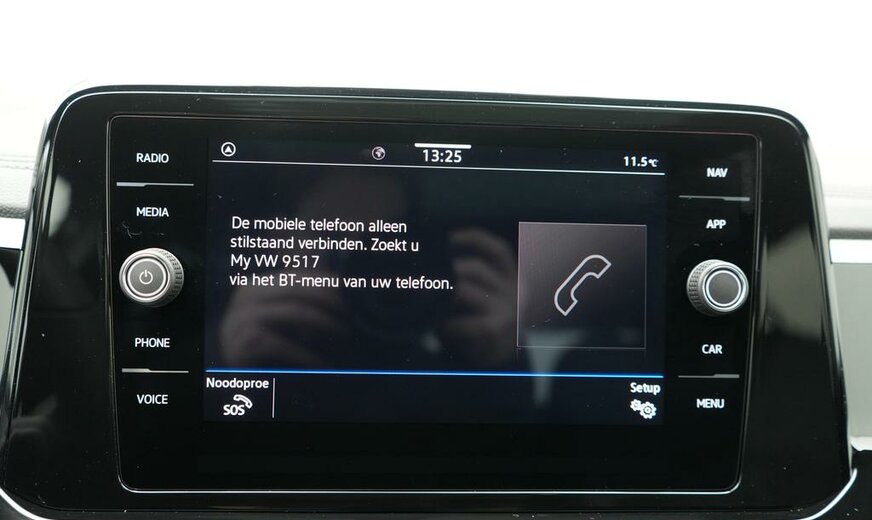 RADIO
MEDIA
PHONE
VOICE
13:25
11.5°C
De mobiele telefoon alleen
stilstaand verbinden. Zoekt u
My VW 9517
via het BT-menu van uw telefoon.
Noodoproe
SOS
Setup
NAV
APP
CAR
MENU